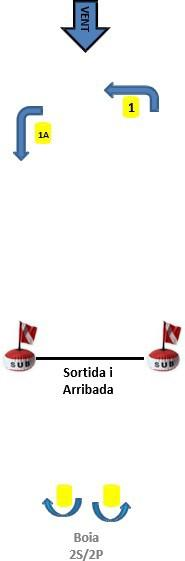 VENT
1
1A
SUB
SUB
Sortida i
Arribada
Boia
2S/2P